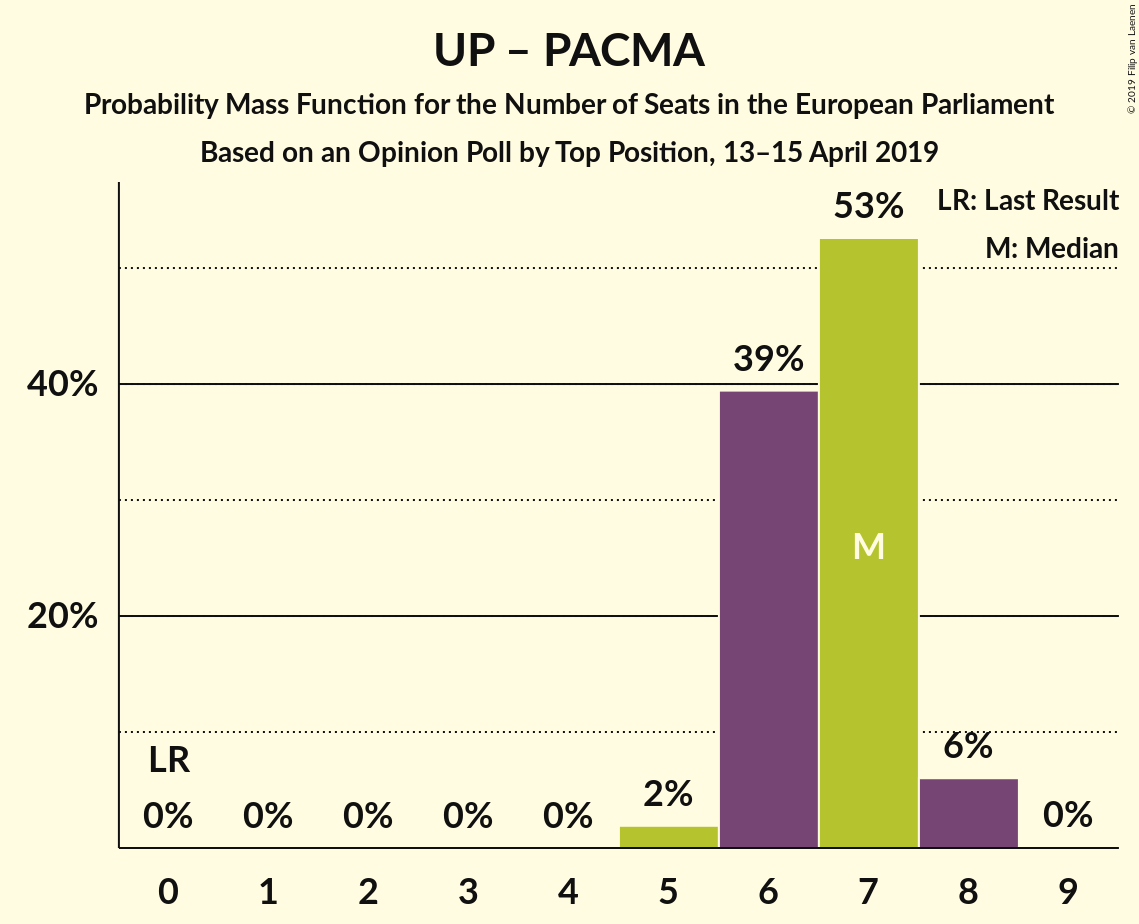 UP – PACMA
Probability Mass Function for the Number of Seats in the European Parliament
Based on an Opinion Poll by Top Position, 13–15 April 2019
© 2019 Filip van Laenen
LR: Last Result
M: Median
53%
39%
40%
M
20%
LR
6%
2%
0% 0% 0% 0% 0% 0%
0 1 2 3 4 5 6 7 8 9